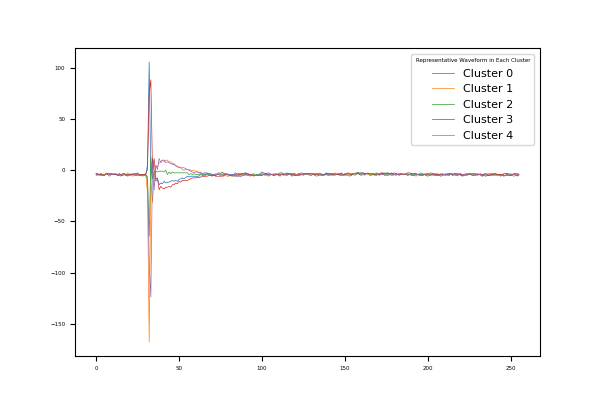 Representative Waveform in Each Cluster
Cluster 0
Cluster 1
Cluster 2
Cluster 3
Cluster 4
100
50
0
−50
−100
−150
0 50 100 150 200 250